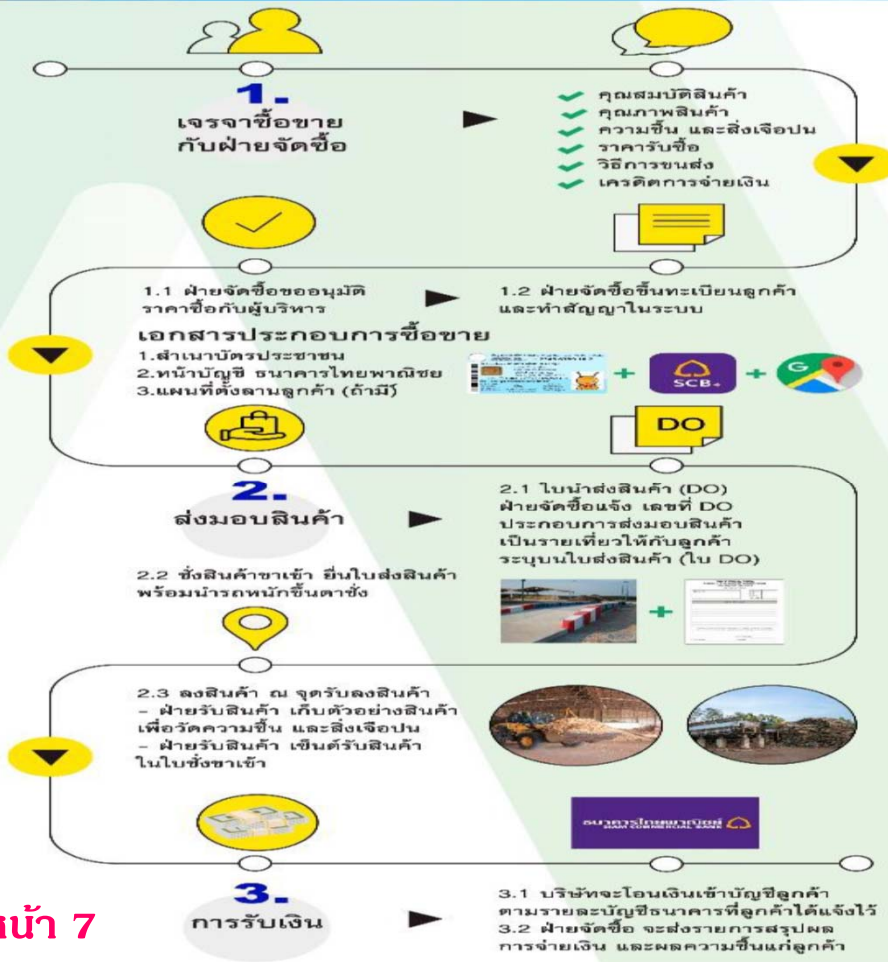 1.
เจรจาซื้อขาย
กับฝ่ายจัดซื้อ
คุณสมบัติสินค้า
คุณภาพสินค้า
ความชื้น และสิ่งเจือปน
ราคารับซื้อ
วิธีการขนส่ง
เครดิตการจ่ายเงิน
1.1 ฝ่ายจัดซื้อขออนุมัติ
ราคาซื้อกับผู้บริหาร
1.2 ฝ่ายจัดซื้อขึ้นทะเบียนลูกค้า
และทำสัญญาในระบบ
เอกสารประกอบการซื้อขาย
1.สำเนาบัตรประชาชน
2.หน้าบัญชี ธนาคารไทยพาณิชย
3.แผนที่ตั้งลานลูกค้า (ถ้ามี)
+
SCB+
+
G
DO
2.
ส่งมอบสินค้า
2.1 ใบนำส่งสินค้า (DO)
ฝ่ายจัดซื้อแจ้ง เลขที่ DO
ประกอบการส่งมอบสินค้า
เป็นรายเที่ยวให้กับลูกค้า
ระบุบนใบส่งสินค้า (ใบ DO)
2.2 ชั่งสินค้าขาเข้า ยื่นใบส่งสินค้า
พร้อมนำรถหนักขึ้นตาชั่ง
+
2.3 ลงสินค้า ณ จุดรับลงสินค้า
- ฝ่ายรับสินค้า เก็บตัวอย่างสินค้า
เพื่อวัดความชื้น และสิ่งเจือปน
- ฝ่ายรับสินค้า เซ็นต์รับสินค้า
ในใบชั่งขาเข้า
ธนาคารไทยพาณิชย์
SIAM COMMERCIAL BANK
3.
การรับเงิน
3.1 บริษัทจะโอนเงินเข้าบัญชีลูกค้า
ตามรายละบัญชีธนาคารที่ลูกค้าได้แจ้งไว้
3.2 ฝ่ายจัดซื้อ จะส่งรายการสรุปผล
การจ่ายเงิน และผลความชื้นแก่ลูกค้า
หน้า 7